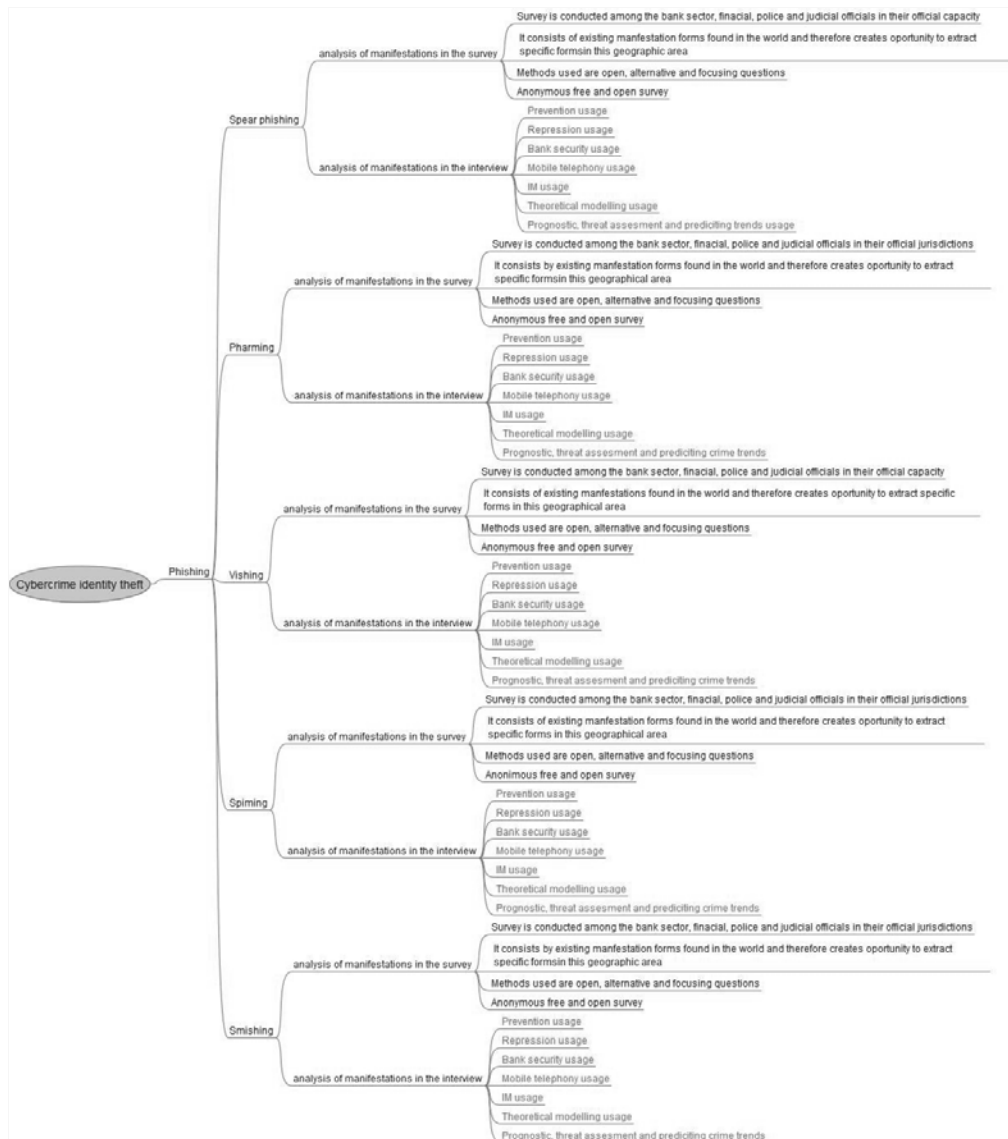 Survey is conducted among the bank sector, finacial, police and judicial officials in their official capacity
It consists of existing manfestation forms found in the world and therefore creates oportunity to extract
specific formsin this geographic area
analysis of manifestations in the survey
Methods used are open, alternative and focusing questions
Anonymous free and open survey
Spear phishing
Prevention usage
Repression usage
Bank security usage
analysis of manifestations in the interview
Mobile telephony usage
IM usage
Theoretical modelling usage
Prognostic, threat assesment and prediciting trends usage
Survey is conducted among the bank sector, finacial, police and judicial officials in their official jurisdictions
It consists by existing manfestation forms found in the world and therefore creates oportunity to extract
specific formsin this geographical area
analysis of manifestations in the survey
Methods used are open, alternative and focusing questions
Anonymous free and open survey
Pharming
Prevention usage
Repression usage
Bank security usage
analysis of manifestations in the interview
Mobile telephony usage
IM usage
Theoretical modelling usage
Prognostic, threat assesment and prediciting crime trends
Survey is conducted among the bank sector, finacial, police and judicial officials in their official capacity
It consists of existing manfestations found in the world and therefore creates oportunity to extract specific
forms in this geographical area
analysis of manifestations in the survey
Methods used are open, alternative and focusing questions
Anonymous free and open survey
Cybercrime identity theft
Phishing
Vishing
Prevention usage
Repression usage
Bank security usage
analysis of manifestations in the interview
Mobile telephony usage
IM usage
Theoretical modelling usage
Prognostic, threat assesment and prediciting crime trends
Survey is conducted among the bank sector, finacial, police and judicial officials in their official jurisdictions
It consists of existing manfestation forms found in the world and therefore creates oportunity to extract
specific forms in this geographical area
analysis of manifestations in the survey
Methods used are open, alternative and focusing questions
Anonimous free and open survey
Spiming
Prevention usage
Repression usage
Bank security usage
analysis of manifestations in the interview
Mobile telephony usage
IM usage
Theoretical modelling usage
Prognostic, threat assesment and prediciting crime trends
Survey is conducted among the bank sector, finacial, police and judicial officials in their official jurisdictions
It consists by existing manfestation forms found in the world and therefore creates oportunity to extract
specific formsin this geographic area
analysis of manifestations in the survey
Methods used are open, alternative and focusing questions
Anonymous free and open survey
Smishing
Prevention usage
Repression usage
Bank security usage
analysis of manifestations in the interview
Mobile telephony usage
IM usage
Theoretical modelling usage
Prognostic, threat assesment and prediciting crime trends